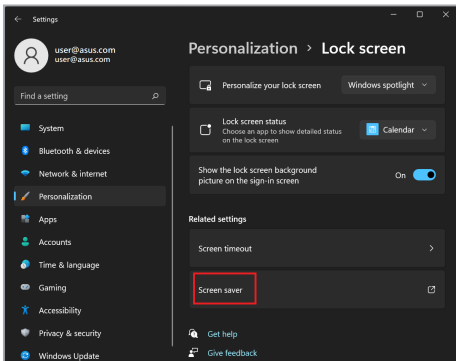 Settings
user@asus.com
user@asus.com
Find a setting
System
Bluetooth & devices
Network & internet
Personalization
Apps
Accounts
Time & language
Gaming
Accessibility
Privacy & security
Windows Update
Personalization > Lock screen
Personalize your lock screen
Windows spotlight
Lock screen status
Choose an app to show detailed status
on the lock screen
Calendar
Show the lock screen background
picture on the sign-in screen
On
Related settings
Screen timeout
Screen saver
Get help
Give feedback